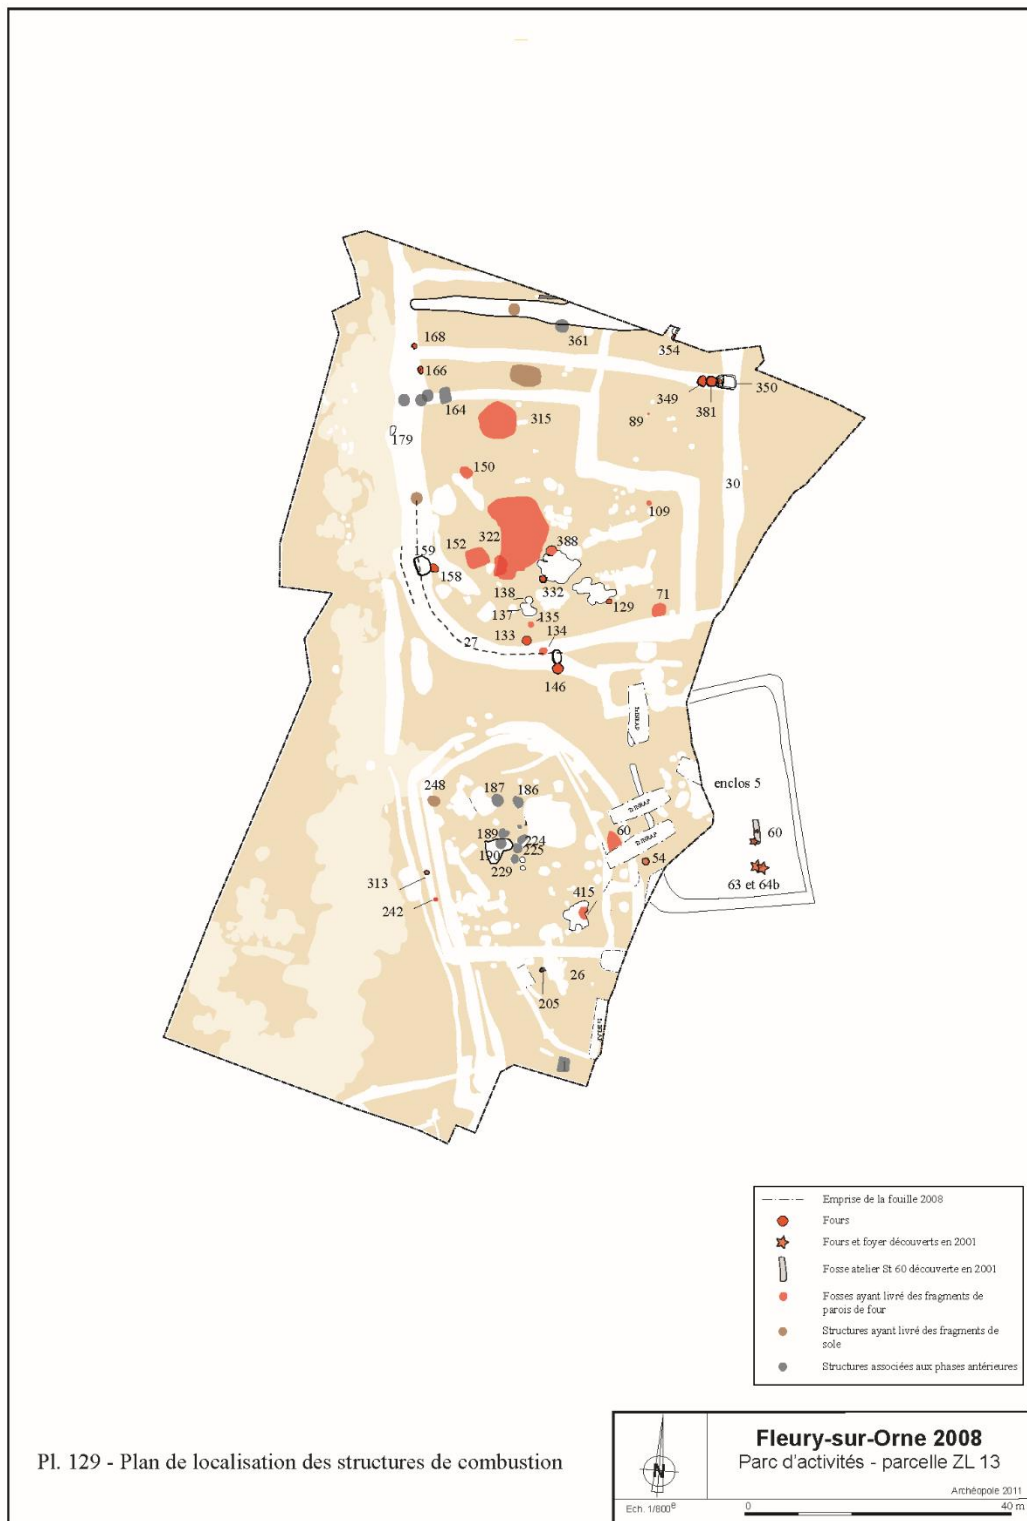 168
361
354
166
349
381
350
164
315
89
179
150
30
109
322
388
152
159
158
332
138
129
71
137
135
133
134
27
146
INRAP
enclos 5
248
187
186
INRAP
60
60
189
224
INRAP
190
225
54
229
63 et 64b
313
415
242
26
205
Emprise de la fouille 2008
Fours
Fours et foyer découverts en 2001
Fosse atelier St 60 découverte en 2001
Fosses ayant livré des fragments de
parois de four
Structures ayant livré des fragments de
sole
Structures associées aux phases antérieures
Pl. 129 - Plan de localisation des structures de combustion
N
Ech. 1/800e
Fleury-sur-Orne 2008
Parc d'activités - parcelle ZL 13
Archéopole 2011
0 40 m